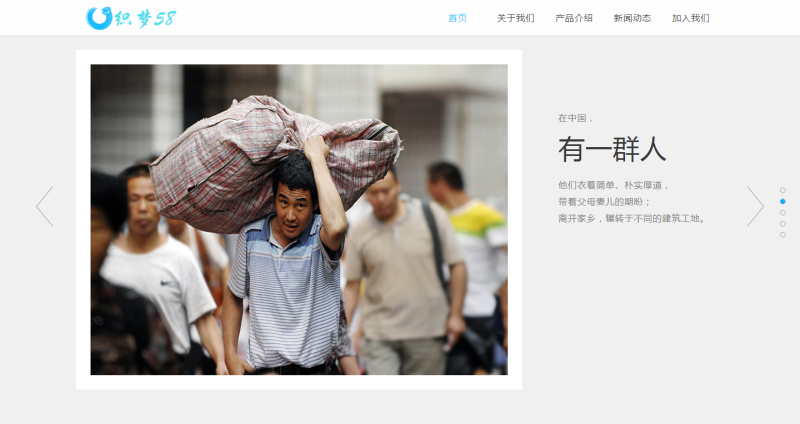 织梦58
首页 关于我们 产品介绍 新闻动态 加入我们
在中国，
有一群人
他们衣着简单、朴实厚道，
带着父母妻儿的期盼；
离开家乡，辗转于不同的建筑工地。